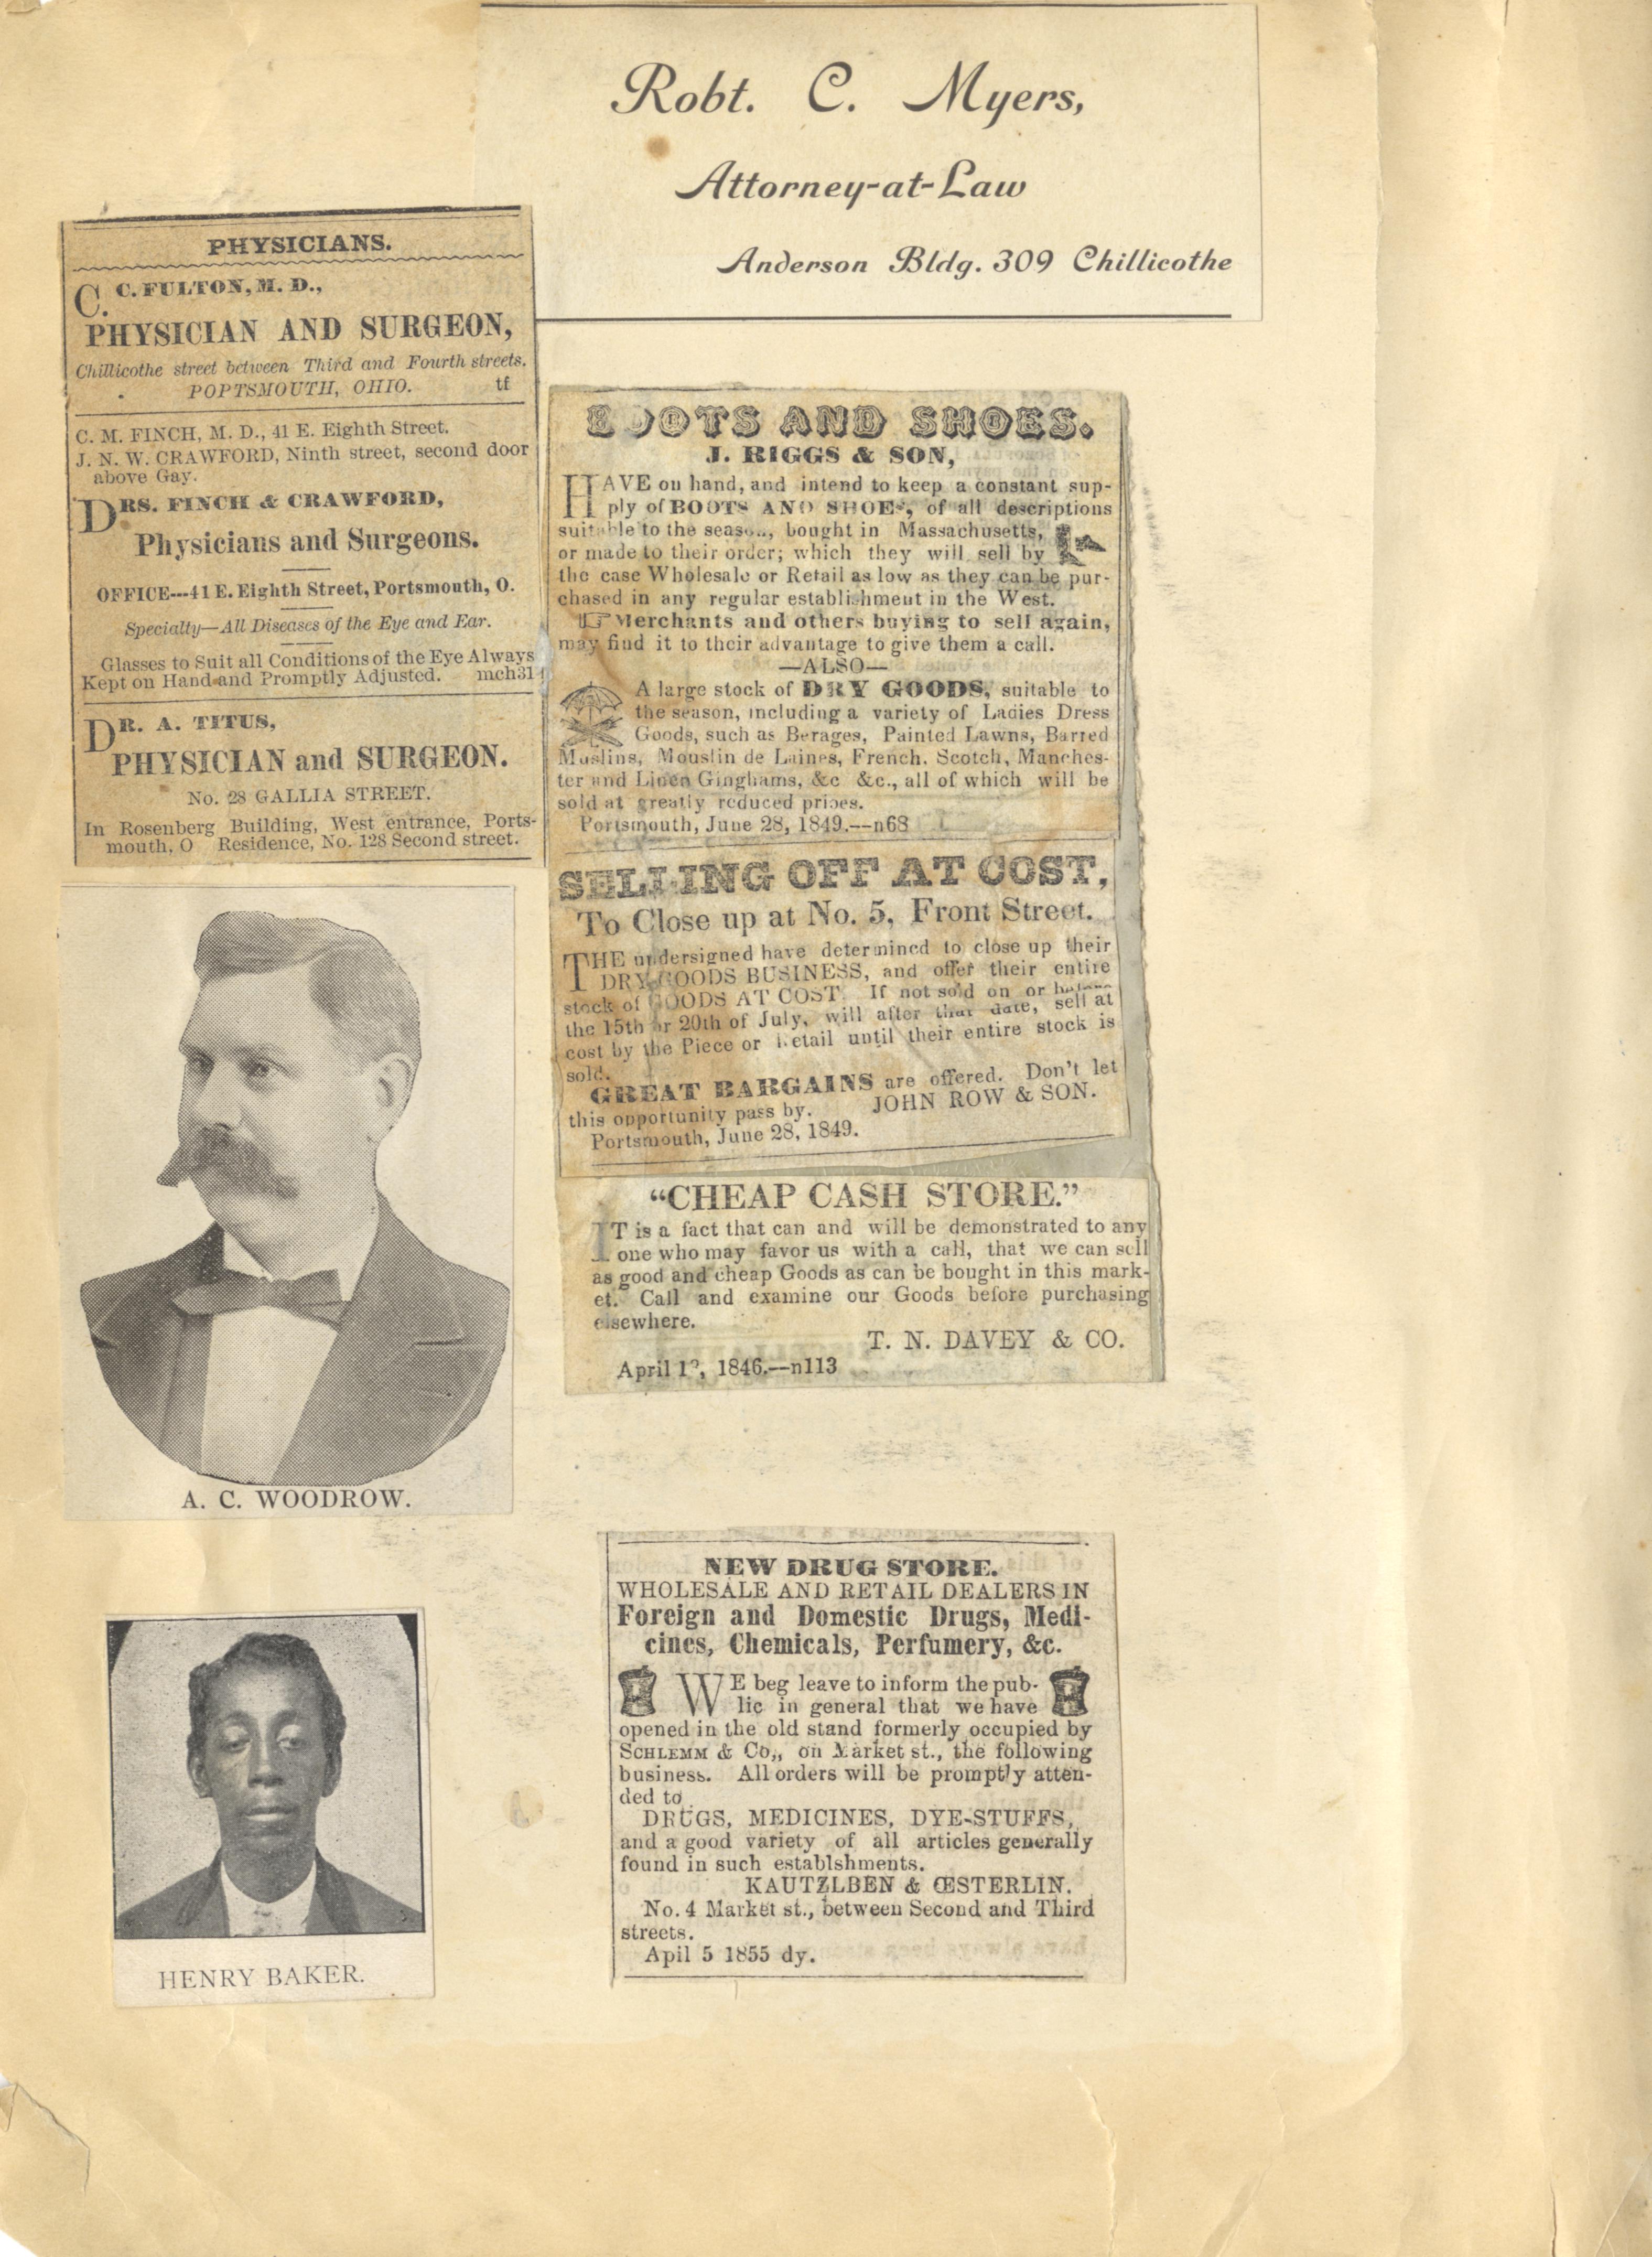 Robt. C. Myers,
Attorney-at-Law
Anderson Bldg. 309 Chillicothe
PHYSICIANS.
C. C. FULTON, M. D.,
PHYSICIAN AND SURGEON,
Chillicothe street between Third and Fourth streets.
POPTSMOUTH, OHIO. tf
C. M. FINCH, M. D., 41 E. Eighth Street.
J. N. W. CRAWFORD, Ninth street, second door
above Gay.
DRS. FINCH & CRAWFORD,
Physicians and Surgeons.
OFFICE---41 E. Eighth Street, Portsmouth, O.
Specialty—All Diseases of the Eye and Ear.
Glasses to Suit all Conditions of the Eye Always
Kept on Hand and Promptly Adjusted. mch31
DR. A. TITUS,
PHYSICIAN and SURGEON.
No. 28 GALLIA STREET.
In Rosenberg Building, West entrance, Ports-
mouth, O Residence, No. 128 Second street.
A. C. WOODROW.
HENRY BAKER.
BOOTS AND SHOES.
J. RIGGS & SON,
HAVE on hand, and intend to keep a constant sup-
ply of BOOTS AND SHOES, of all descriptions
suitable to the season, bought in Massachusetts,
or made to their order; which they will sell by
the case Wholesale or Retail as low as they can be pur-
chased in any regular establishment in the West.
☞ Merchants and others buying to sell again,
may find it to their advantage to give them a call.
—ALSO—
A large stock of DRY GOODS, suitable to
the season, including a variety of Ladies Dress
Goods, such as Berages, Painted Lawns, Barred
Muslins, Mouslin de Laines, French, Scotch, Manches-
ter and Linen Ginghams, &c &c., all of which will be
sold at greatly reduced prices.
Portsmouth, June 28, 1849.--n68
SELLING OFF AT COST,
To Close up at No. 5, Front Street.
THE undersigned have determined to close up their
DRY GOODS BUSINESS, and offer their entire
stock of GOODS AT COST. If not sold on or before
the 15th or 20th of July, will after that date, sell at
cost by the Piece or Retail until their entire stock is
sold.
GREAT BARGAINS are offered. Don't let
this opportunity pass by. JOHN ROW & SON.
Portsmouth, June 28, 1849.
“CHEAP CASH STORE.”
IT is a fact that can and will be demonstrated to any
one who may favor us with a call, that we can sell
as good and cheap Goods as can be bought in this mark-
et. Call and examine our Goods before purchasing
elsewhere.
T. N. DAVEY & CO.
April 1846.--n113
NEW DRUG STORE.
WHOLESALE AND RETAIL DEALERS IN
Foreign and Domestic Drugs, Medi-
cines, Chemicals, Perfumery, &c.
WE beg leave to inform the pub-
lic in general that we have
opened in the old stand formerly occupied by
SCHLEMM & Co,, on Market st., the following
business. All orders will be promptly atten-
ded to.
DRUGS, MEDICINES, DYE-STUFFS,
and a good variety of all articles generally
found in such establshments.
KAUTZLBEN & ŒSTERLIN.
No. 4 Market st., between Second and Third
streets.
Apil 5 1855 dy.